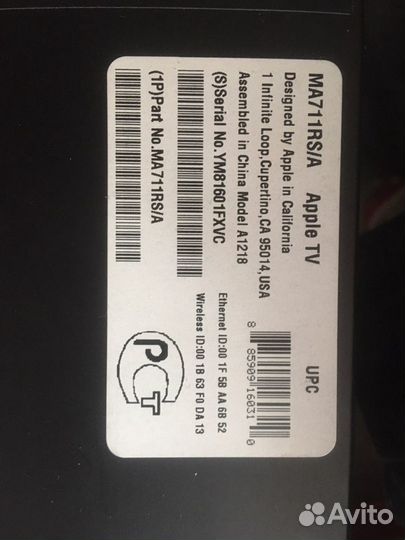 MA711RS/A Apple TV
Designed by Apple in California
1 Infinite Loop,Cupertino,CA 95014,USA
Assembled in China Model A1218
(S)Serial No.YM81601FXVC
(1P)Part No.MA711RS/A
UPC
8 85909 16031 0
Ethernet ID:00 1F 5B AA 6B 52
Wireless ID:00 1B 63 F0 DA 13
PCT
Avito